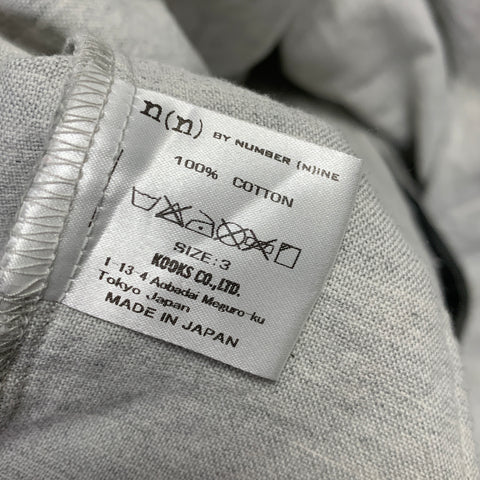 n(n) BY NUMBER (N)INE
100% COTTON
SIZE:3
KOOKS CO.,LTD.
1-13-4 Aobadai Meguro-ku
Tokyo Japan
MADE IN JAPAN